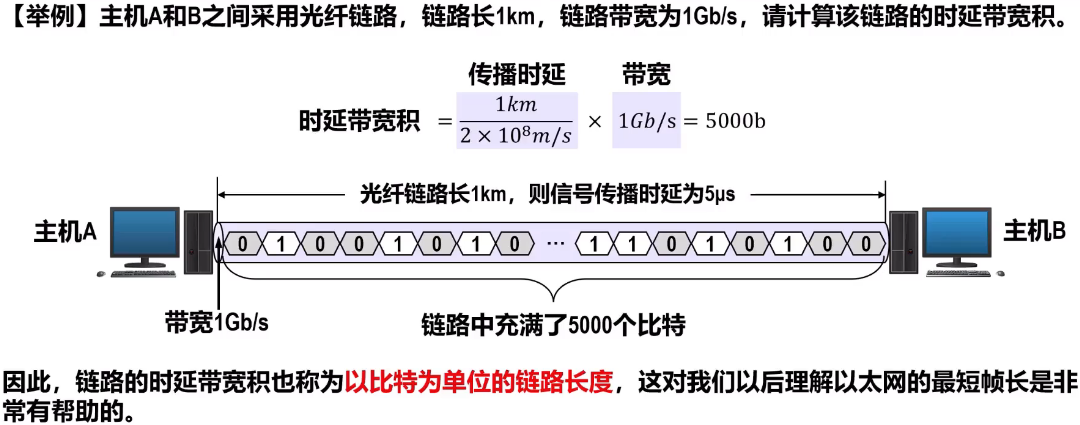 【举例】主机A和B之间采用光纤链路，链路长1km，链路带宽为1Gb/s，请计算该链路的时延带宽积。
传播时延 带宽
时延带宽积 = 1km / 2 × 10⁸m/s × 1Gb/s = 5000b
光纤链路长1km，则信号传播时延为5μs
主机A
0 1 0 0 1 0 1 0 ··· 1 1 0 1 0 1 0 0
主机B
带宽1Gb/s
链路中充满了5000个比特
因此，链路的时延带宽积也称为以比特为单位的链路长度，这对我们以后理解以太网的最短帧长是非
常有帮助的。